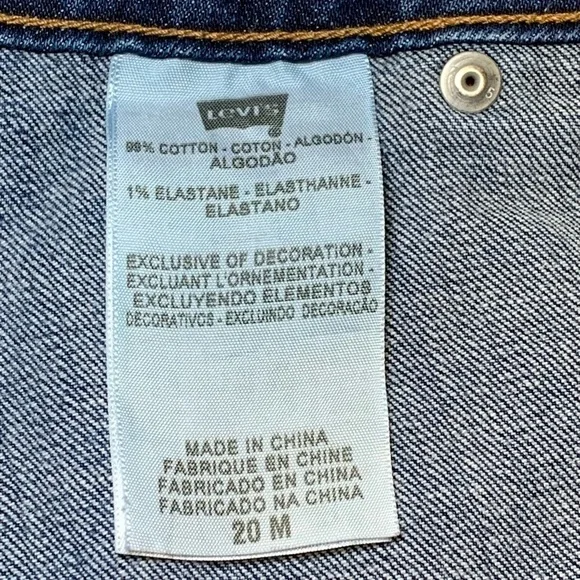 Levi's
99% COTTON - COTON - ALGODÓN -
ALGODÃO
1% ELASTANE - ELASTHANNE -
ELASTANO
EXCLUSIVE OF DECORATION -
EXCLUANT L'ORNEMENTATION -
EXCLUYENDO ELEMENTOS
DECORATIVOS - EXCLUINDO DECORAÇÃO
MADE IN CHINA
FABRIQUE EN CHINE
FABRICADO EN CHINA
FABRICADO NA CHINA
20 M